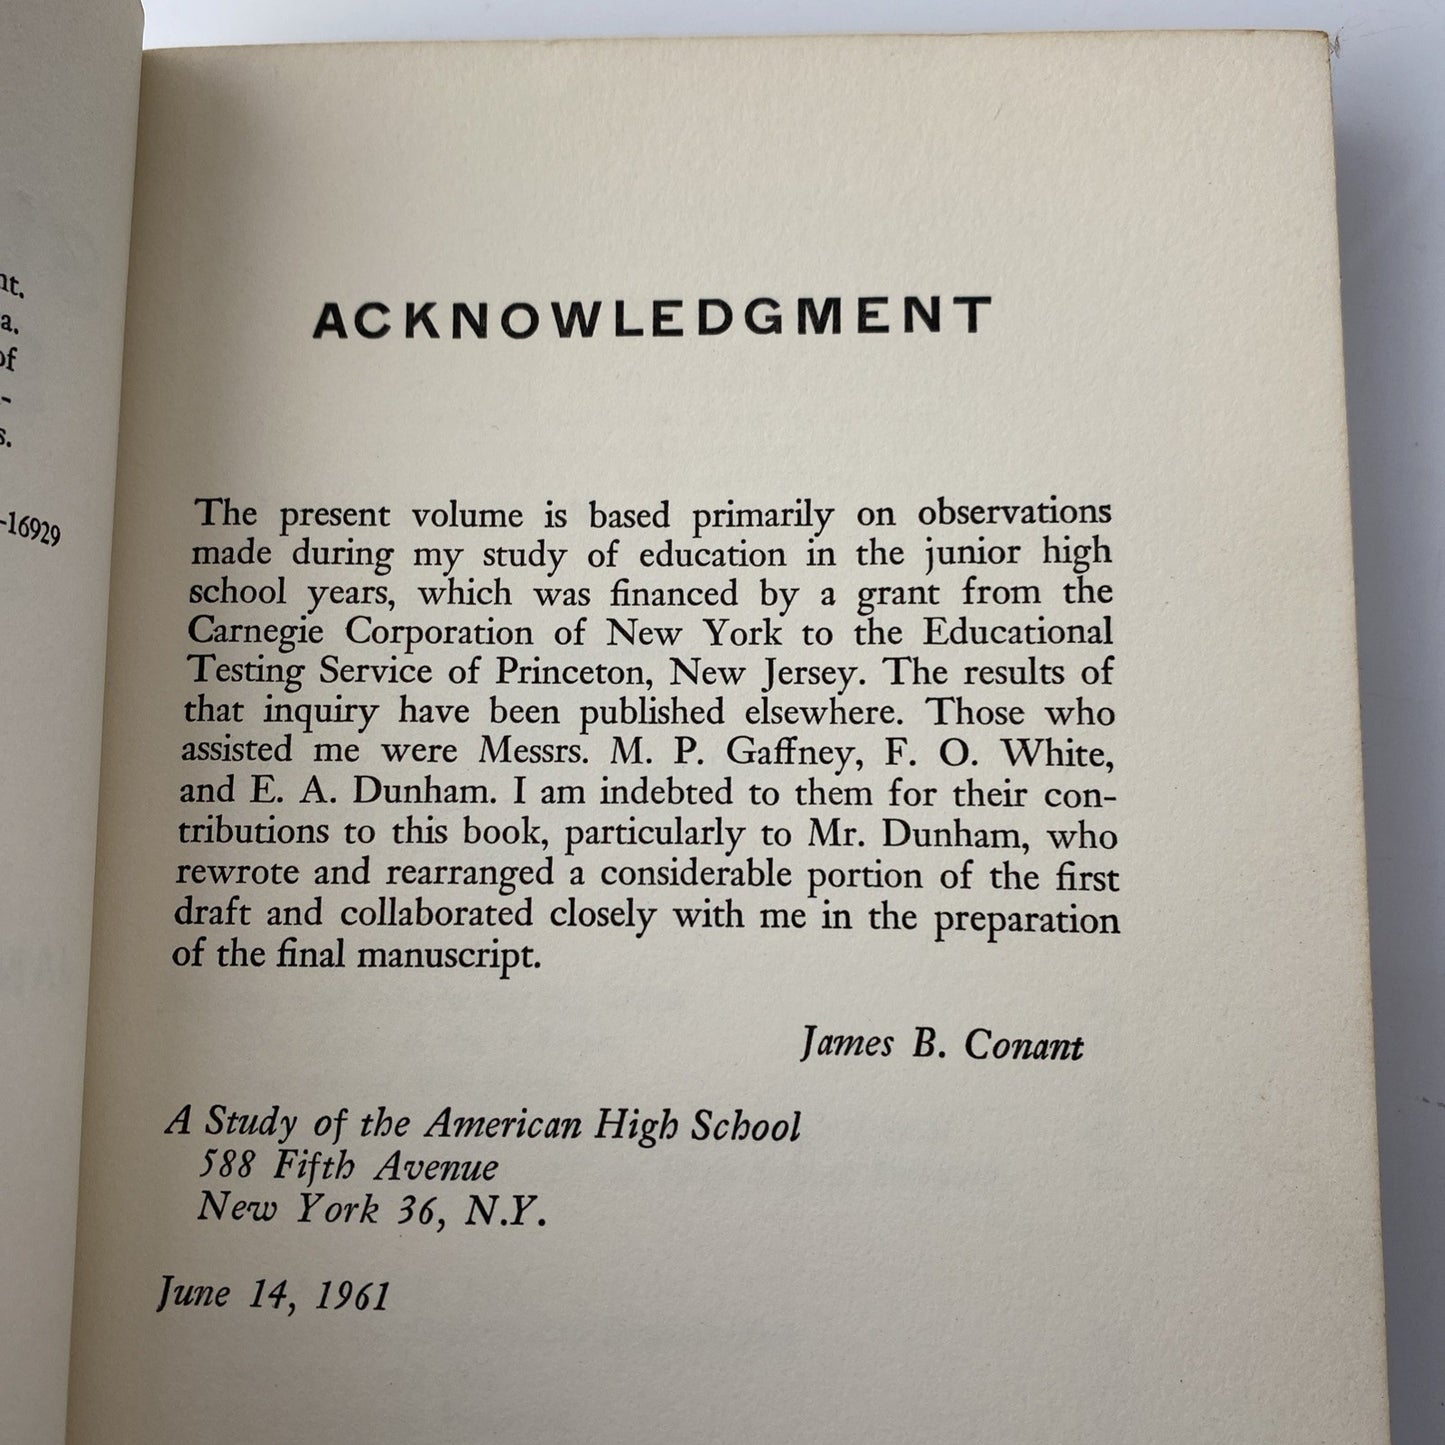 nt.
a.
of
-
s.
-16929
ACKNOWLEDGMENT
The present volume is based primarily on observations
made during my study of education in the junior high
school years, which was financed by a grant from the
Carnegie Corporation of New York to the Educational
Testing Service of Princeton, New Jersey. The results of
that inquiry have been published elsewhere. Those who
assisted me were Messrs. M. P. Gaffney, F. O. White,
and E. A. Dunham. I am indebted to them for their con-
tributions to this book, particularly to Mr. Dunham, who
rewrote and rearranged a considerable portion of the first
draft and collaborated closely with me in the preparation
of the final manuscript.
James B. Conant
A Study of the American High School
588 Fifth Avenue
New York 36, N.Y.
June 14, 1961